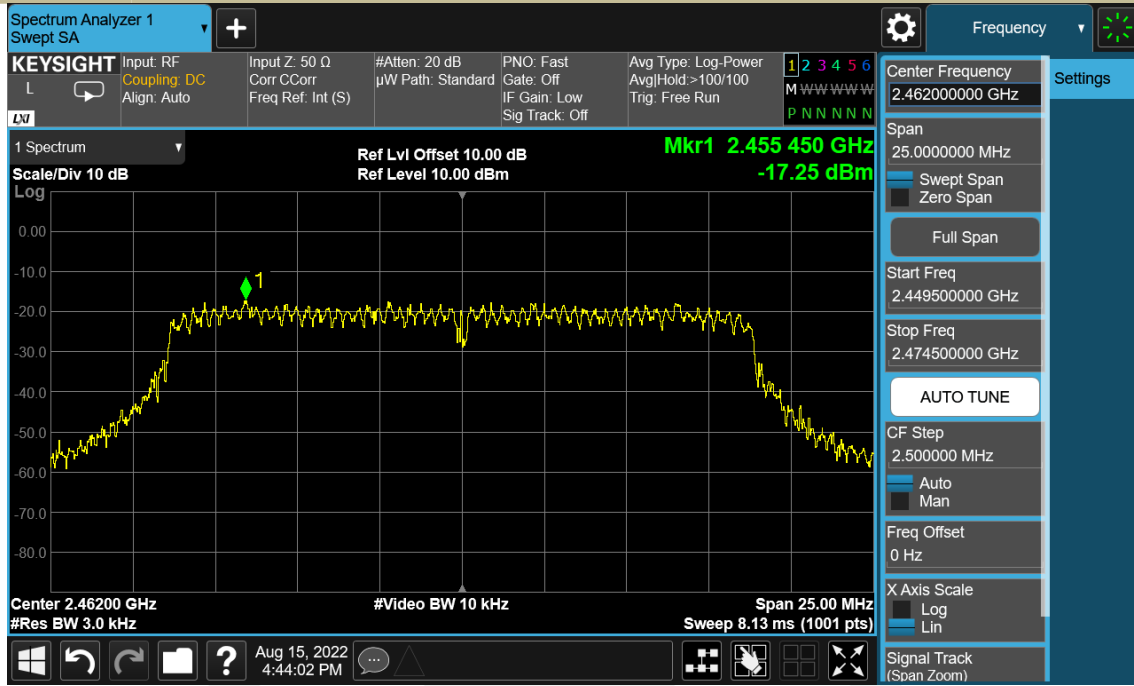 Spectrum Analyzer 1
Swept SA
Frequency
KEYSIGHT
L
LXI
Input: RF
Coupling: DC
Align: Auto
Input Z: 50 Ω
Corr CCorr
Freq Ref: Int (S)
#Atten: 20 dB
µW Path: Standard
PNO: Fast
Gate: Off
IF Gain: Low
Sig Track: Off
Avg Type: Log-Power
Avg|Hold:>100/100
Trig: Free Run
1 2 3 4 5 6
M W W W W W
P N N N N N
1 Spectrum
Scale/Div 10 dB
Ref Lvl Offset 10.00 dB
Ref Level 10.00 dBm
Mkr1 2.455 450 GHz
-17.25 dBm
Log
0.00
-10.0
-20.0
-30.0
-40.0
-50.0
-60.0
-70.0
-80.0
1
Center 2.46200 GHz
#Res BW 3.0 kHz
#Video BW 10 kHz
Span 25.00 MHz
Sweep 8.13 ms (1001 pts)
?
Aug 15, 2022
4:44:02 PM
Center Frequency
2.462000000 GHz
Span
25.0000000 MHz
Swept Span
Zero Span
Full Span
Start Freq
2.449500000 GHz
Stop Freq
2.474500000 GHz
AUTO TUNE
CF Step
2.500000 MHz
Auto
Man
Freq Offset
0 Hz
X Axis Scale
Log
Lin
Signal Track
(Span Zoom)
Settings